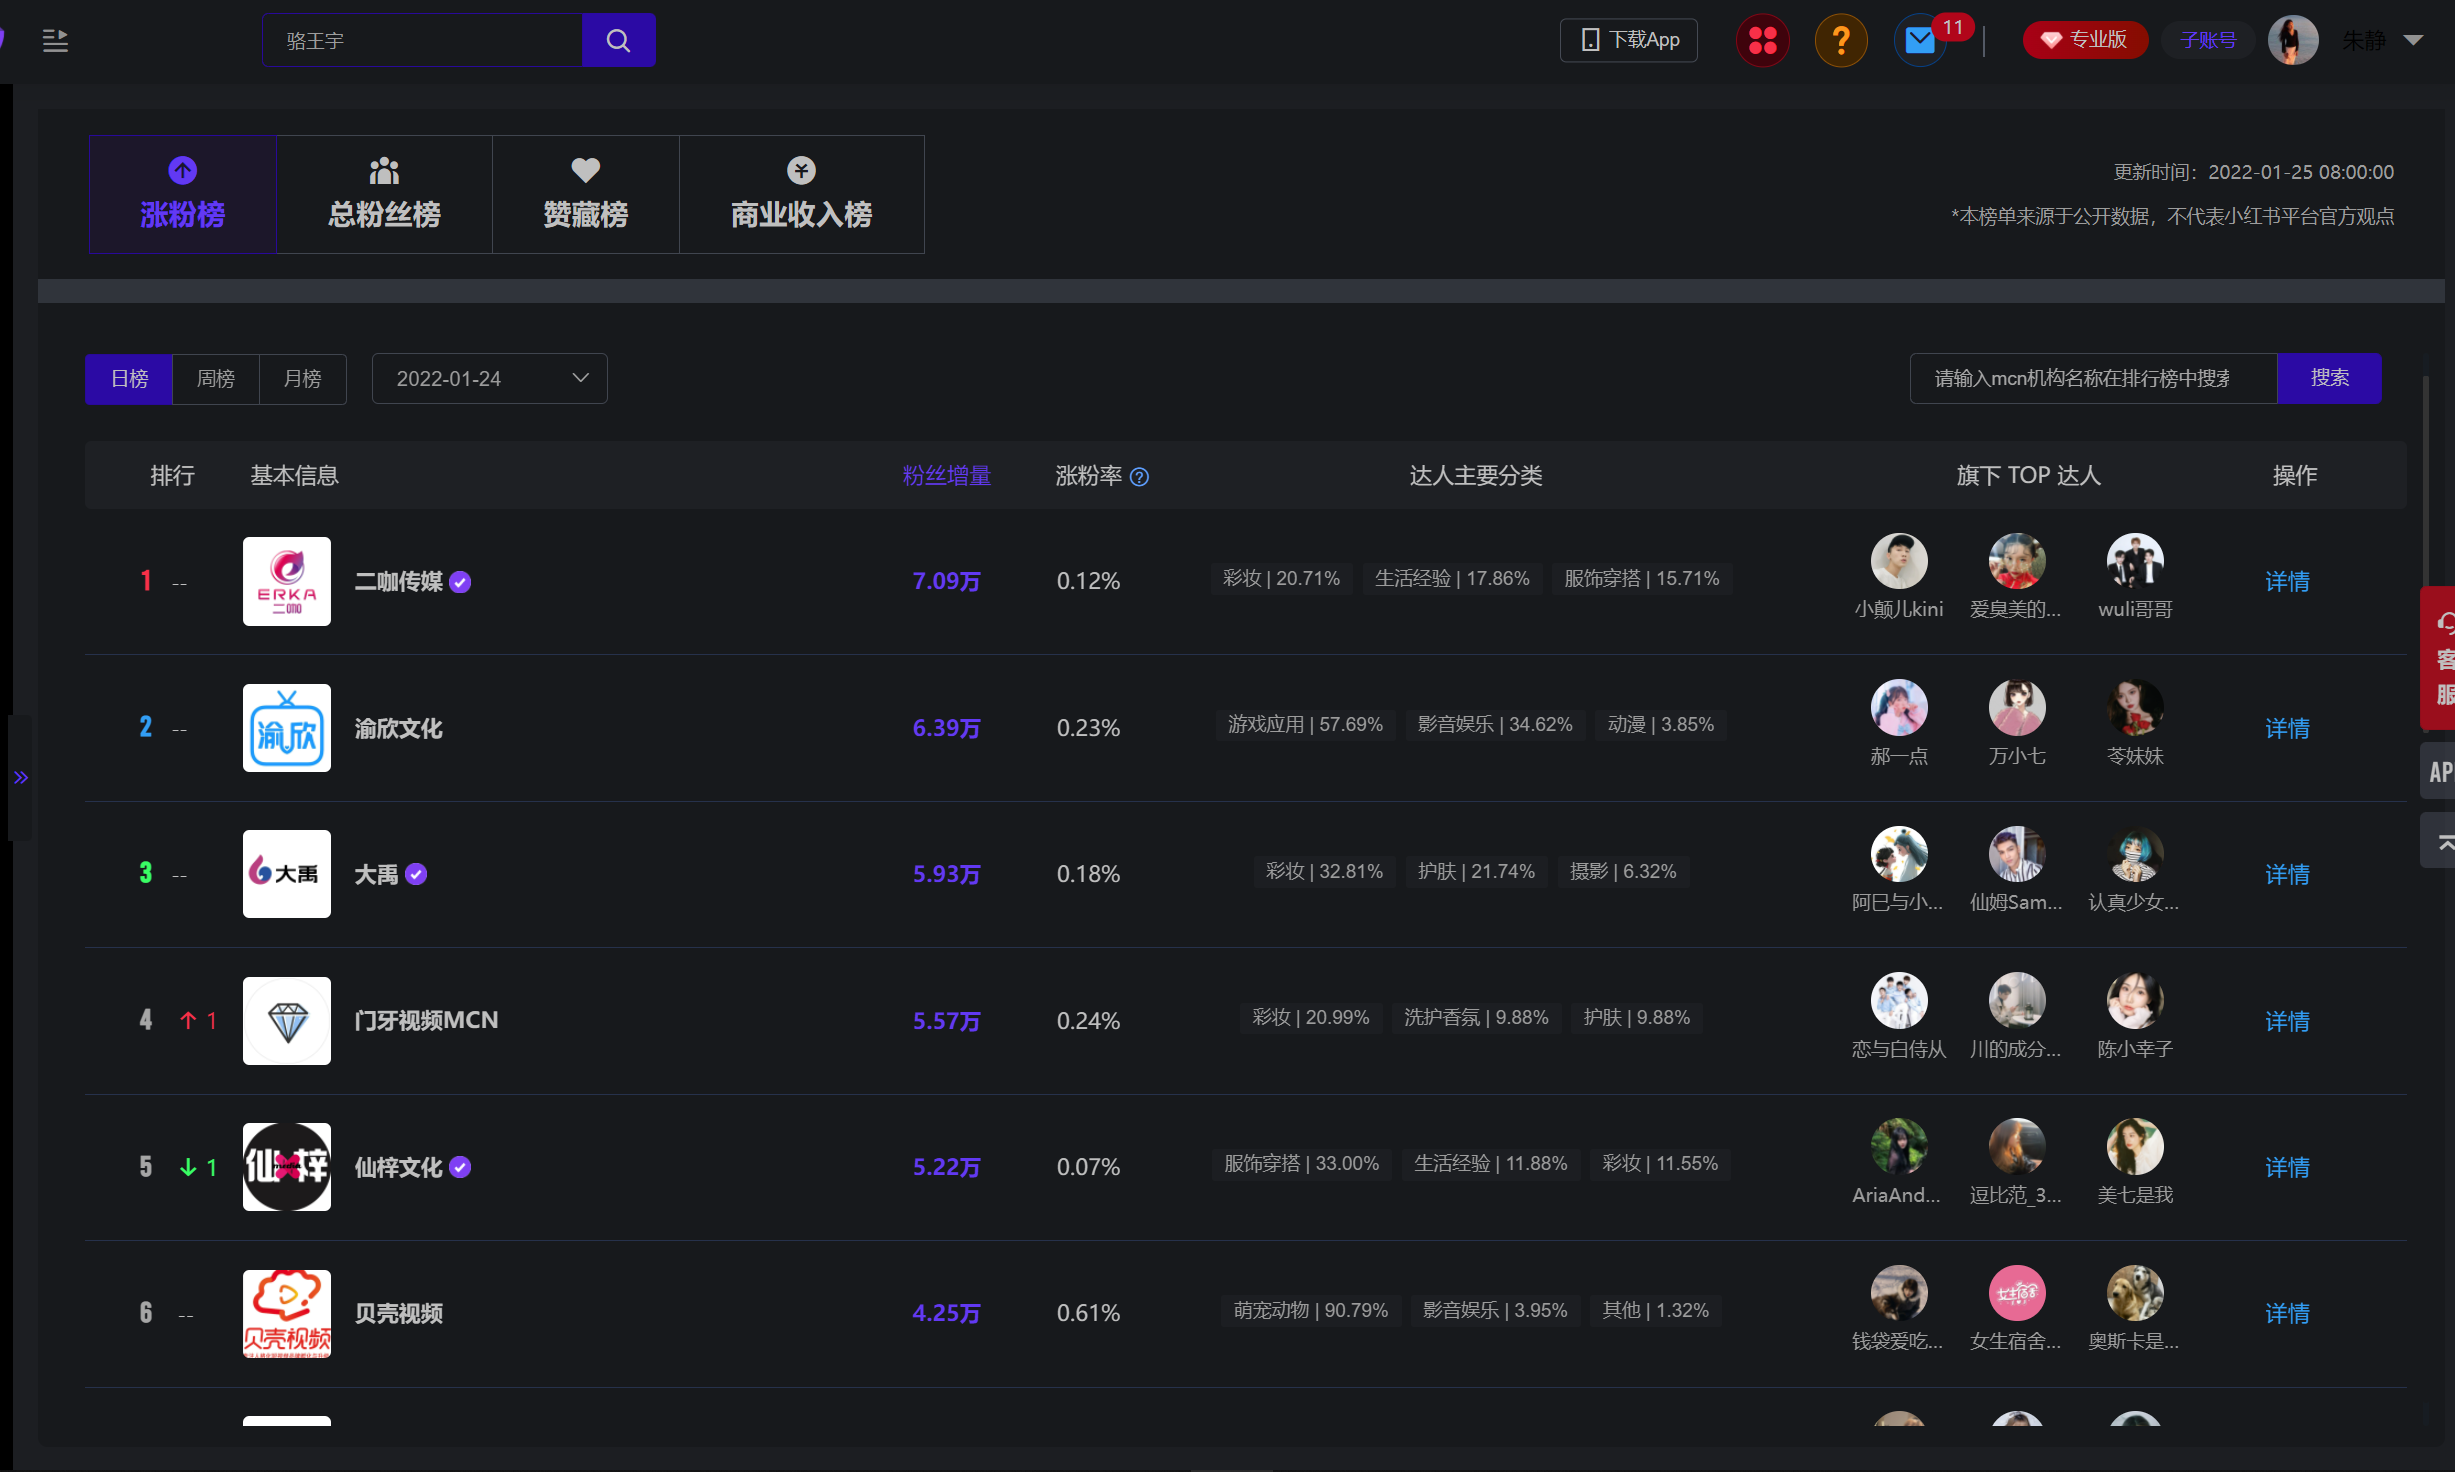 骆王宇
下载App
11
专业版
子账号
朱静
涨粉榜
总粉丝榜
赞藏榜
商业收入榜
更新时间：2022-01-25 08:00:00
*本榜单来源于公开数据，不代表小红书平台官方观点
日榜
周榜
月榜
2022-01-24
请输入mcn机构名称在排行榜中搜索
搜索
排行 基本信息 粉丝增量 涨粉率 达人主要分类 旗下 TOP 达人 操作
1 -- ERKA 二咖传媒 7.09万 0.12% 彩妆 | 20.71% 生活经验 | 17.86% 服饰穿搭 | 15.71% 详情
小颠儿kini 爱臭美的... wuli哥哥
2 -- 渝欣 渝欣文化 6.39万 0.23% 游戏应用 | 57.69% 影音娱乐 | 34.62% 动漫 | 3.85% 详情
郝一点 万小七 苓妹妹
3 -- 大禹 大禹 5.93万 0.18% 彩妆 | 32.81% 护肤 | 21.74% 摄影 | 6.32% 详情
阿巳与小... 仙姆Sam... 认真少女...
4 1 门牙视频MCN 5.57万 0.24% 彩妆 | 20.99% 洗护香氛 | 9.88% 护肤 | 9.88% 详情
恋与白侍从 川的成分... 陈小幸子
5 1 仙梓 仙梓文化 5.22万 0.07% 服饰穿搭 | 33.00% 生活经验 | 11.88% 彩妆 | 11.55% 详情
AriaAnd... 逗比范_3... 美七是我
6 -- 贝壳视频 贝壳视频 4.25万 0.61% 萌宠动物 | 90.79% 影音娱乐 | 3.95% 其他 | 1.32% 详情
女生宿舍
钱袋爱吃... 女生宿舍... 奥斯卡是...
客
服
AP